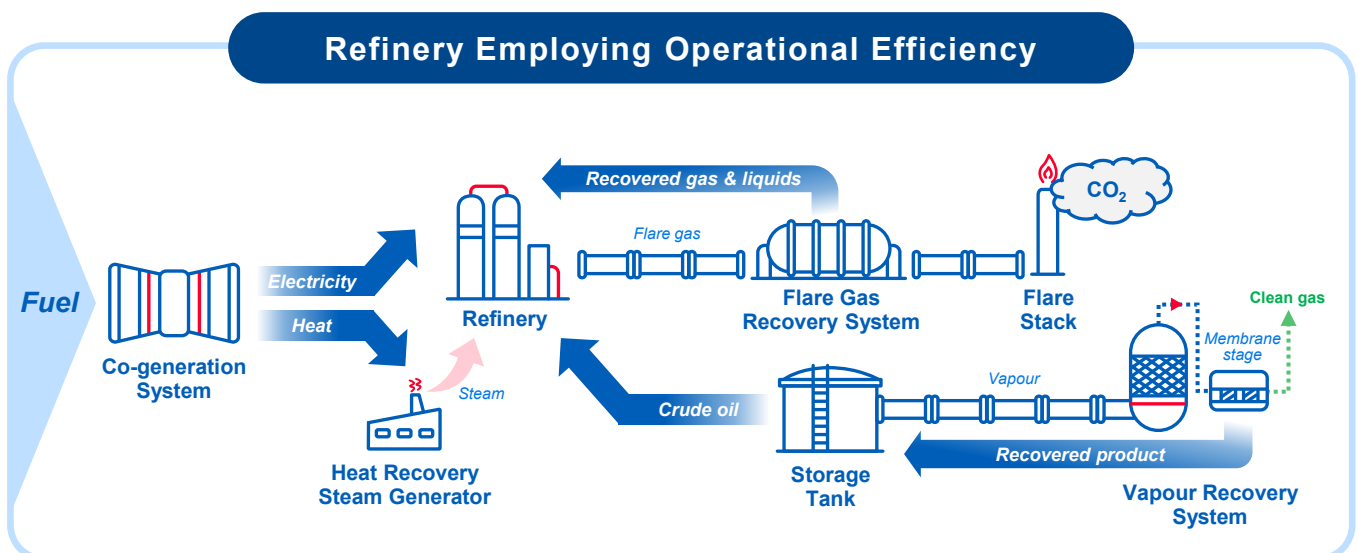 Refinery Employing Operational Efficiency
Fuel
Co-generation
System
Electricity
Heat
Steam
Heat Recovery
Steam Generator
Refinery
Recovered gas & liquids
Flare gas
Flare Gas
Recovery System
CO₂
Flare
Stack
Crude oil
Storage
Tank
Vapour
Recovered product
Membrane
stage
Clean gas
Vapour Recovery
System